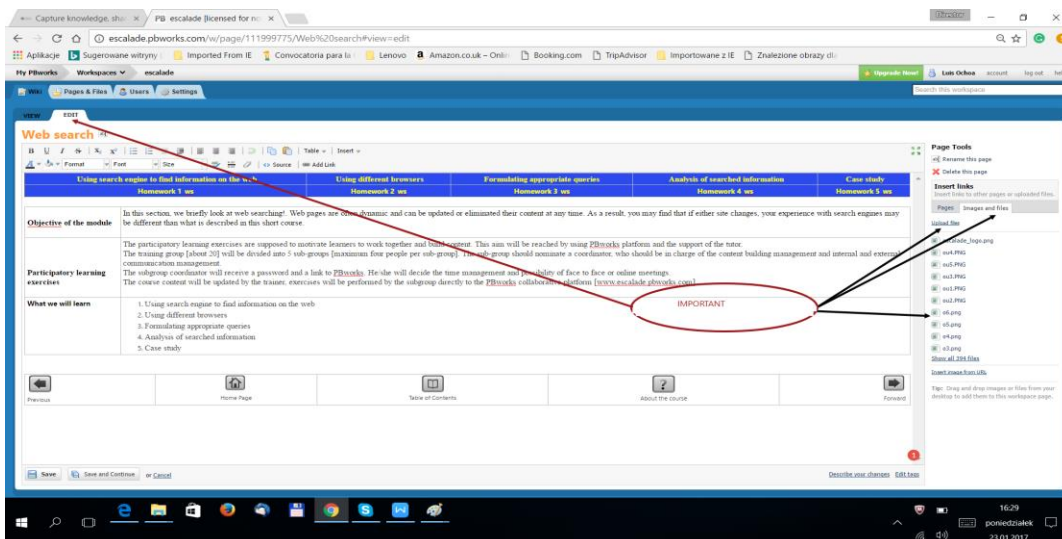 Capture knowledge, sha
PB escalade [licensed for no
escalade.pbworks.com/w/page/111999775/Web%20search#view=edit
Aplikacje
Sugerowane witryny
Imported From IE
Convocatoria para la
Lenovo
Amazon.co.uk – Onlin
Booking.com
TripAdvisor
Importowane z IE
Znalezione obrazy dla
My PBworks
Workspaces
escalade
Upgrade Now!
Luis Ochoa
account
log out
hel
Wiki
Pages & Files
Users
Settings
Search this workspace
VIEW
EDIT
Web search
B U I
Table
Insert
Format
Font
Size
Source
Add Link
Using search engine to find information on the web
Using different browsers
Formulating appropriate queries
Analysis of searched information
Case study
Homework 1 ws
Homework 2 ws
Homework 3 ws
Homework 4 ws
Homework 5 ws
Objective of the module
In this section, we briefly look at web searching!. Web pages are often dynamic and can be updated or eliminated their content at any time. As a result, you may find that if either site changes, your experience with search engines may
be different than what is described in this short course.
Participatory learning
exercises
The participatory learning exercises are supposed to motivate learners to work together and build content. This aim will be reached by using PBworks platform and the support of the tutor.
The training group [about 20] will be divided into 5 sub-groups [maximum four people per sub-group]. The sub-group should nominate a coordinator, who should be in charge of the content building management and internal and external
communication management.
The subgroup coordinator will receive a password and a link to PBworks. He/she will decide the time management and possibility of face to face or online meetings
The course content will be updated by the trainer, exercises will be performed by the subgroup directly to the PBworks collaborative platform [www.escalade.pbworks.com]
What we will learn
1. Using search engine to find information on the web
2. Using different browsers
3. Formulating appropriate queries
4. Analysis of searched information
5. Case study
IMPORTANT
Previous
Home Page
Table of Contents
About the course
Forward
Save
Save and Continue
or Cancel
Describe your changes
Edit tags
1
Page Tools
Rename this page
Delete this page
Insert links
Insert links to other pages or uploaded files.
Pages
Images and files
Upload files
escalade_logo.png
ou4.PNG
ou5.PNG
ou3.PNG
ou1.PNG
ou2.PNG
o6.png
o5.png
o4.png
o3.png
Show all 394 files
Insert image from URL
Tip: Drag and drop images or files from your
desktop to add them to this workspace page.
16:29
poniedziałek
23.01.2017